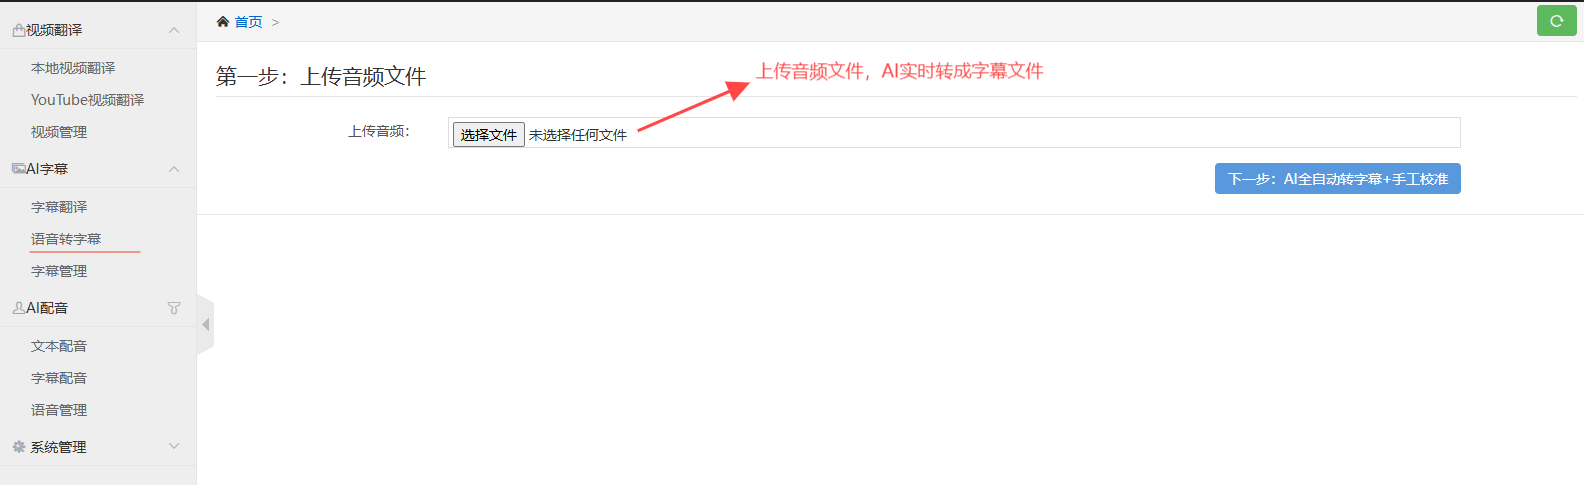 视频翻译
本地视频翻译
YouTube视频翻译
视频管理
AI字幕
字幕翻译
语音转字幕
字幕管理
AI配音
文本配音
字幕配音
语音管理
系统管理
首页 >
第一步：上传音频文件
上传音频文件，AI实时转成字幕文件
上传音频：
选择文件 未选择任何文件
下一步：AI全自动转字幕+手工校准